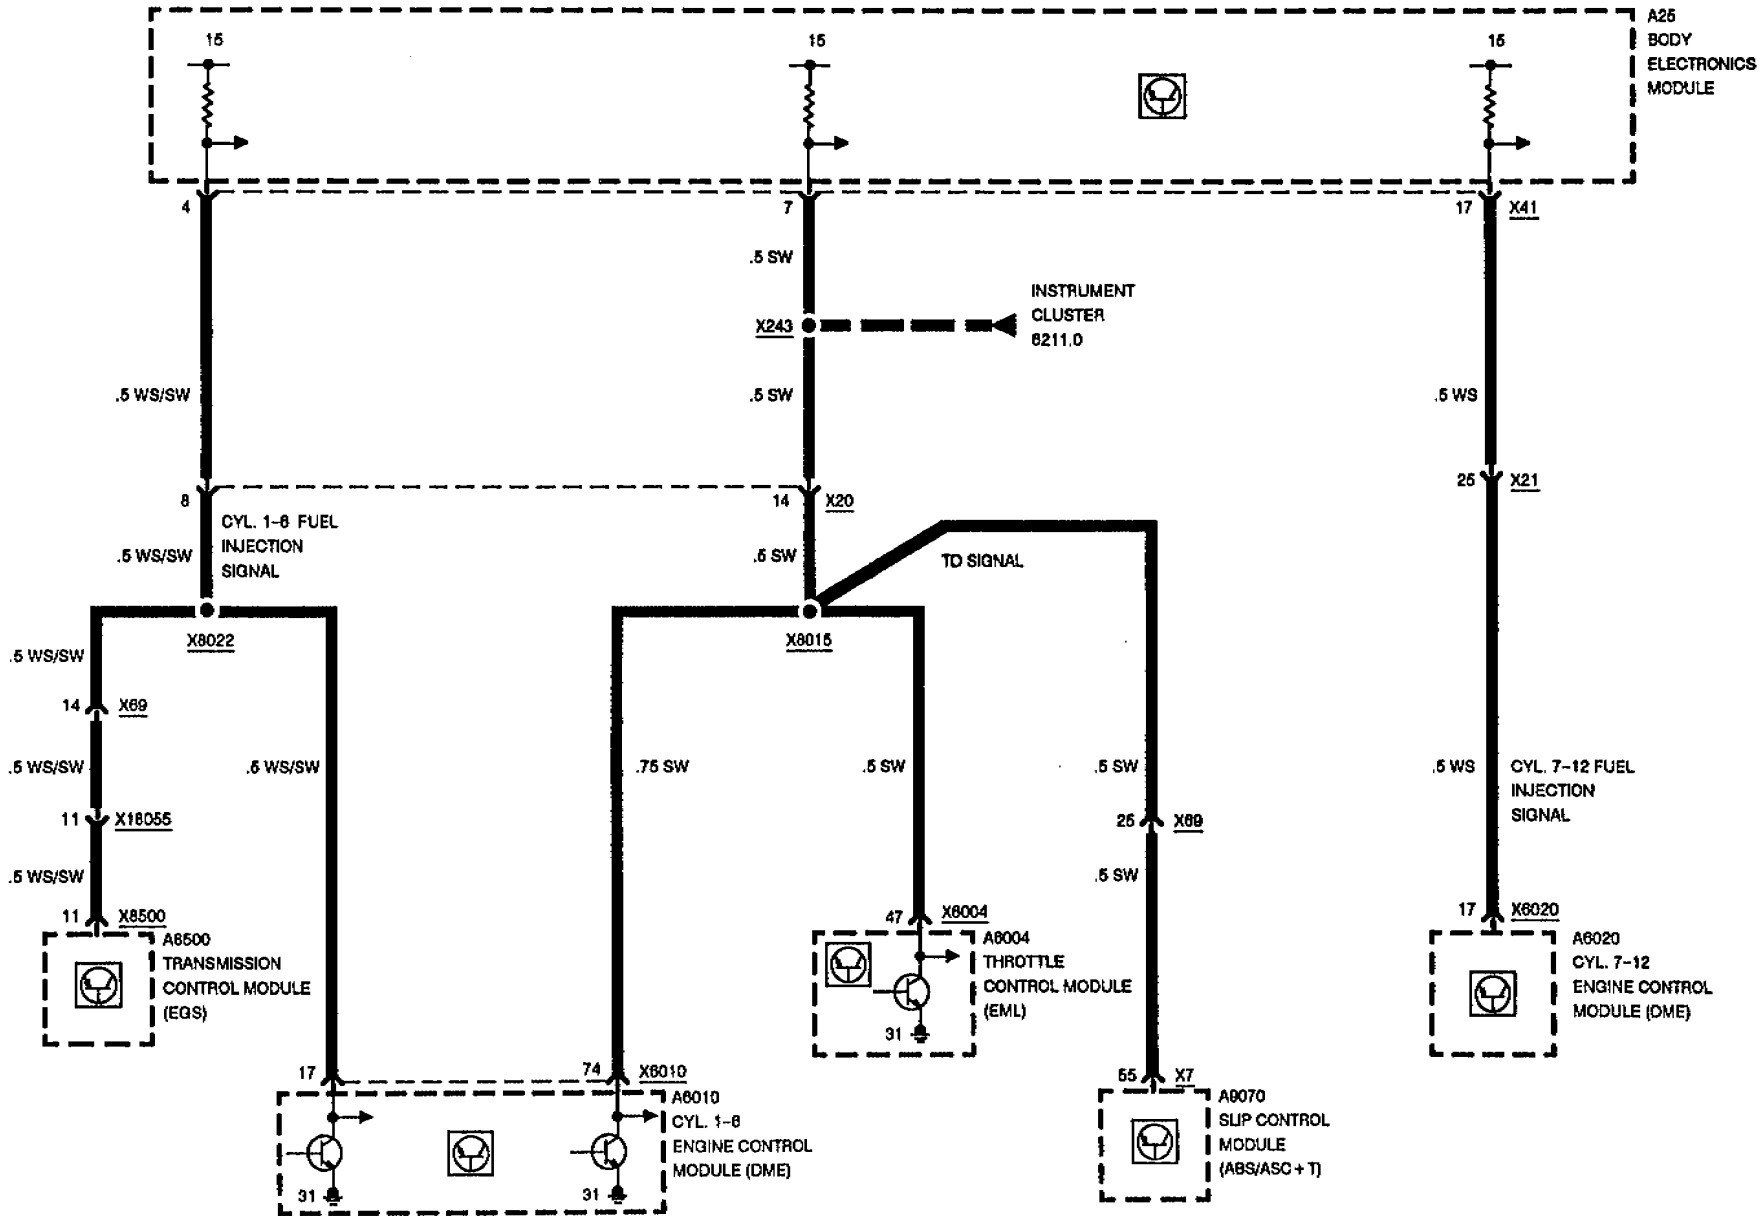 A25
BODY
ELECTRONICS
MODULE
15
15
15
4
7
17
X41
.5 SW
INSTRUMENT
CLUSTER
6211.0
X243
.5 WS/SW
.5 SW
.5 WS
8
14
X20
25
X21
CYL. 1-6 FUEL
INJECTION
SIGNAL
.5 WS/SW
.5 SW
TD SIGNAL
X8022
X8015
.5 WS/SW
14
X69
.5 WS/SW
.5 WS/SW
.75 SW
.5 SW
.5 SW
.5 WS
CYL. 7-12 FUEL
INJECTION
SIGNAL
11
X18055
25
X69
.5 WS/SW
.5 SW
11
X8500
47
X6004
17
X6020
A8500
TRANSMISSION
CONTROL MODULE
(EGS)
A6004
THROTTLE
CONTROL MODULE
(EML)
31
A6020
CYL. 7-12
ENGINE CONTROL
MODULE (DME)
17
74
X6010
55
X7
A6010
CYL. 1-6
ENGINE CONTROL
MODULE (DME)
31
31
A9070
SLIP CONTROL
MODULE
(ABS/ASC + T)